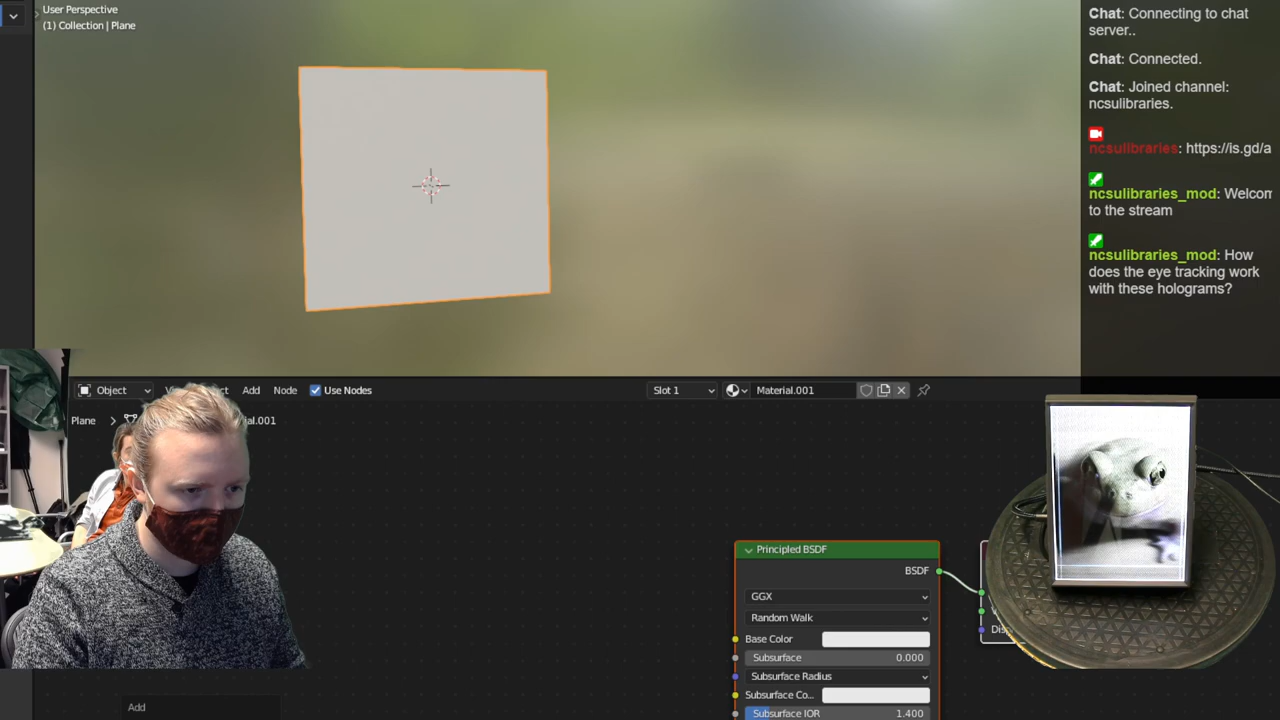 User Perspective
(1) Collection | Plane
Chat: Connecting to chat
server..
Chat: Connected.
Chat: Joined channel:
ncsulibraries.
ncsulibraries: https://is.gd/a
ncsulibraries_mod: Welcom
to the stream
ncsulibraries_mod: How
does the eye tracking work
with these holograms?
Object
Add Node Use Nodes
Slot 1
Material.001
Plane
Principled BSDF
BSDF
GGX
Random Walk
Base Color
Subsurface 0.000
Subsurface Radius
Subsurface Co...
Subsurface IOR 1.400
Add